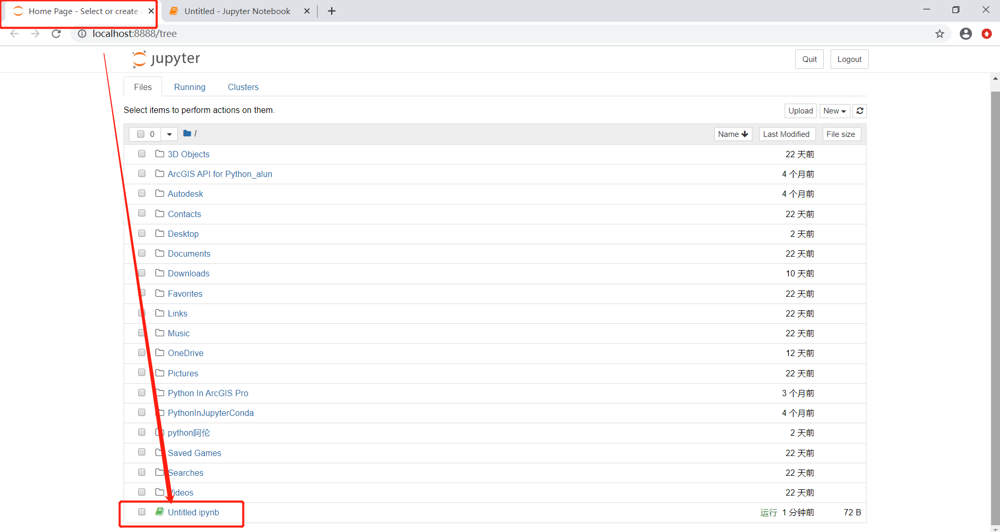 Home Page - Select or create a
Untitled - Jupyter Notebook
localhost:8888/tree
jupyter
Quit
Logout
Files
Running
Clusters
Select items to perform actions on them.
Upload
New
0
/
Name
Last Modified
File size
3D Objects
22 天前
ArcGIS API for Python_alun
4 个月前
Autodesk
4 个月前
Contacts
22 天前
Desktop
2 天前
Documents
22 天前
Downloads
10 天前
Favorites
22 天前
Links
22 天前
Music
22 天前
OneDrive
12 天前
Pictures
22 天前
Python In ArcGIS Pro
3 个月前
PythonInJupyterConda
4 个月前
python阿伦
2 天前
Saved Games
22 天前
Searches
22 天前
Videos
22 天前
Untitled.ipynb
运行 1 分钟前
72 B